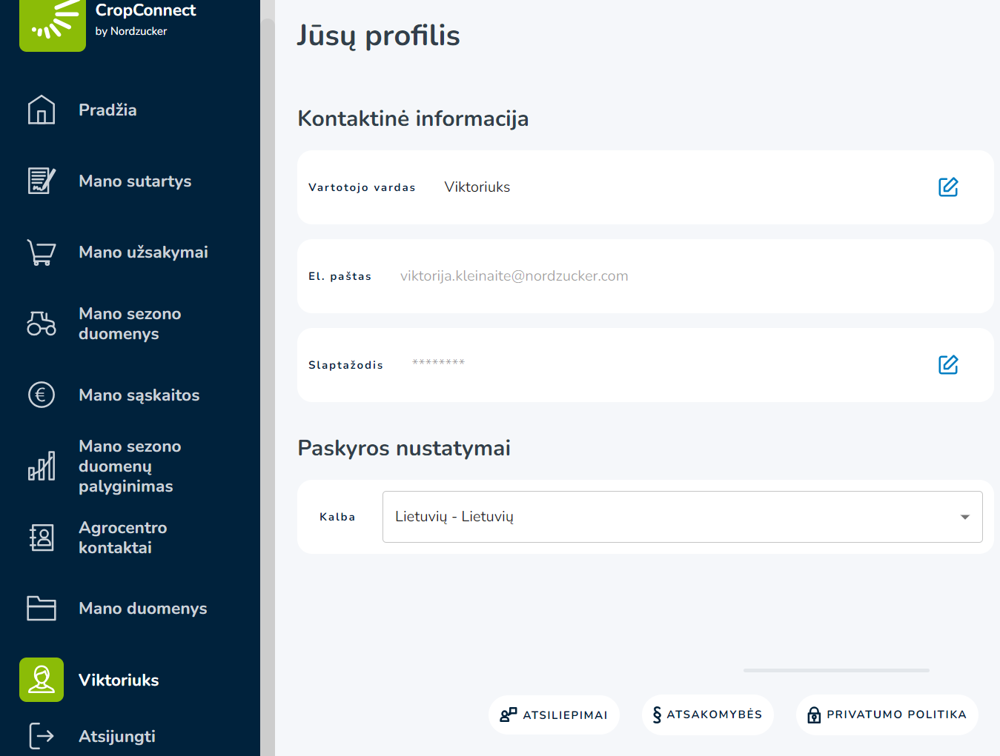 CropConnect
by Nordzucker
Pradžia
Mano sutartys
Mano užsakymai
Mano sezono
duomenys
Mano sąskaitos
Mano sezono
duomenų
palyginimas
Agrocentro
kontaktai
Mano duomenys
Viktoriuks
Atsijungti
Jūsų profilis
Kontaktinė informacija
Vartotojo vardas Viktoriuks
El. paštas viktorija.kleinaite@nordzucker.com
Slaptažodis ********
Paskyros nustatymai
Kalba Lietuvių - Lietuvių
ATSILIEPIMAI § ATSAKOMYBĖS PRIVATUMO POLITIKA